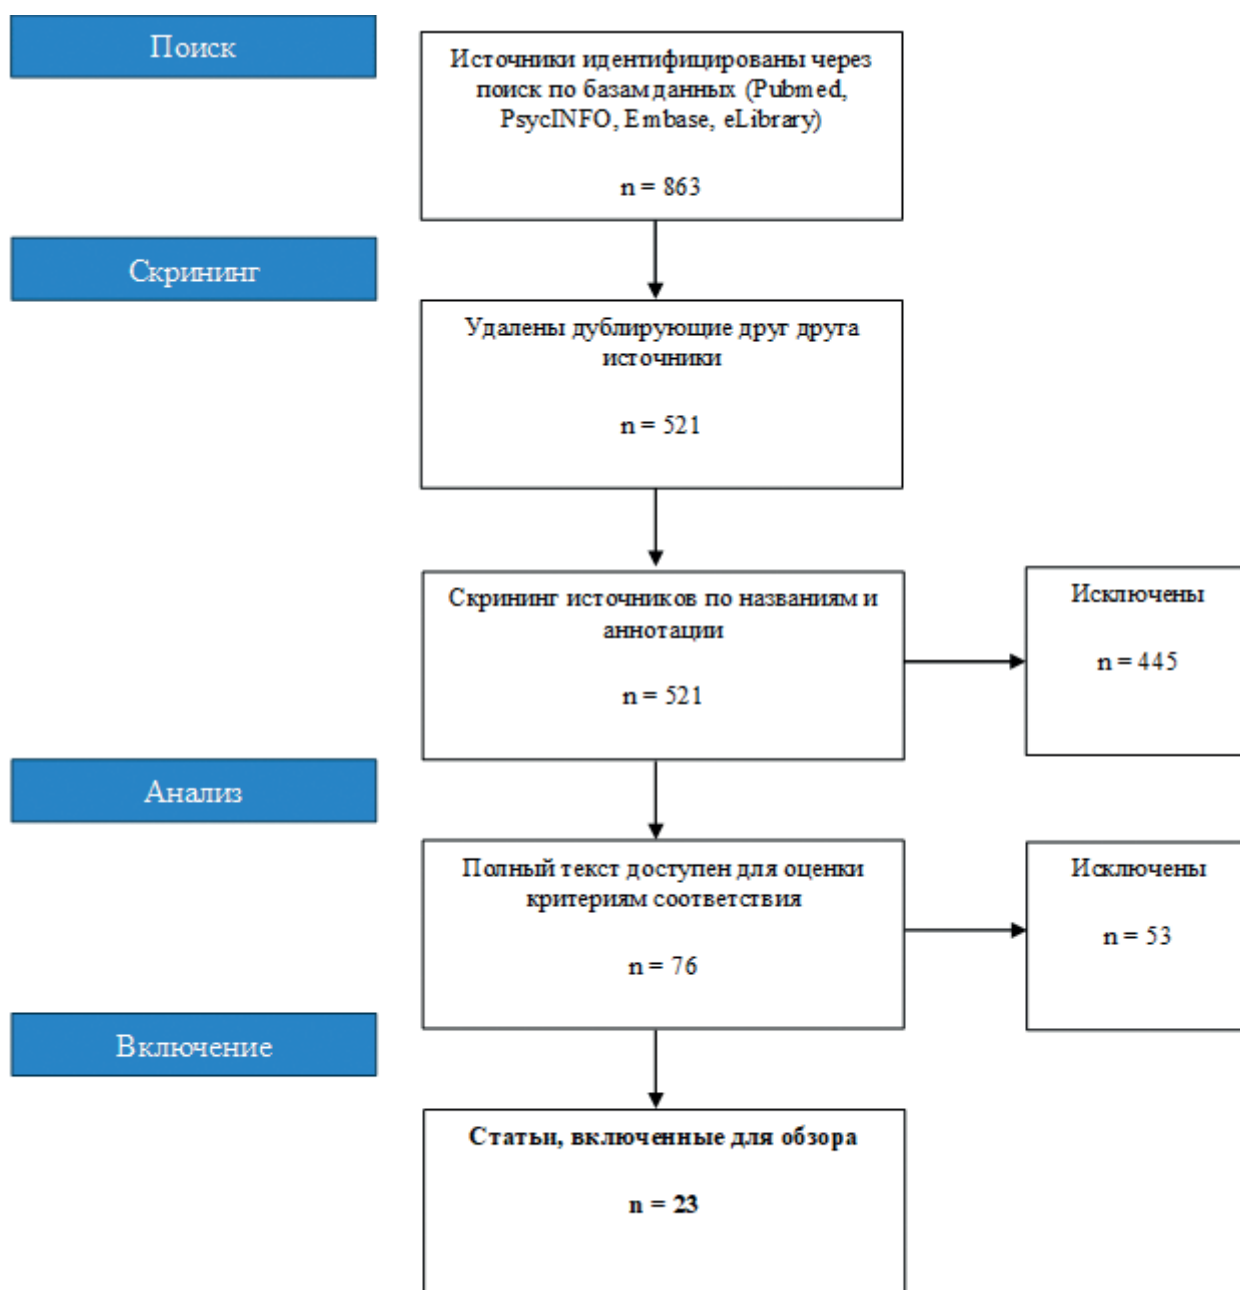 Поиск
Источники идентифицированы через
поиск по базам данных (Pubmed,
PsycINFO, Embase, eLibrary)
n = 863
Скрининг
Удалены дублирующие друг друга
источники
n = 521
Скрининг источников по названиям и
аннотации
n = 521
Исключены
n = 445
Анализ
Полный текст доступен для оценки
критериям соответствия
n = 76
Исключены
n = 53
Включение
Статьи, включенные для обзора
n = 23